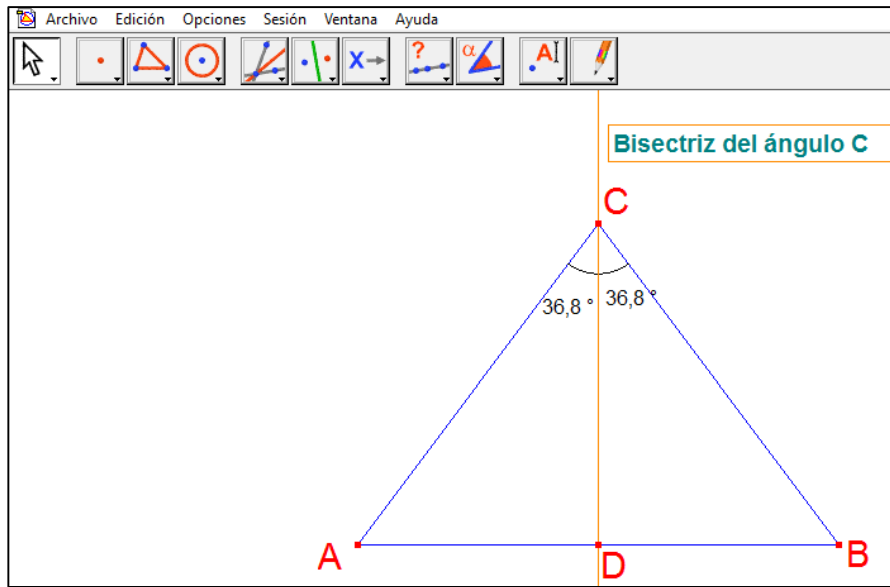 Archivo Edición Opciones Sesión Ventana Ayuda
? α A
X
Bisectriz del ángulo C
C
36,8 ° 36,8 °
A D B